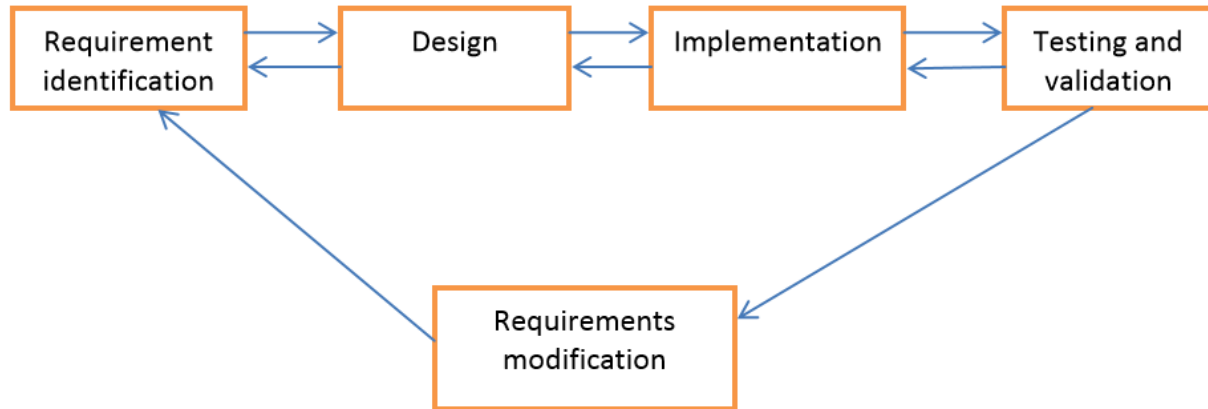 Requirement
identification
Design
Implementation
Testing and
validation
Requirements
modification